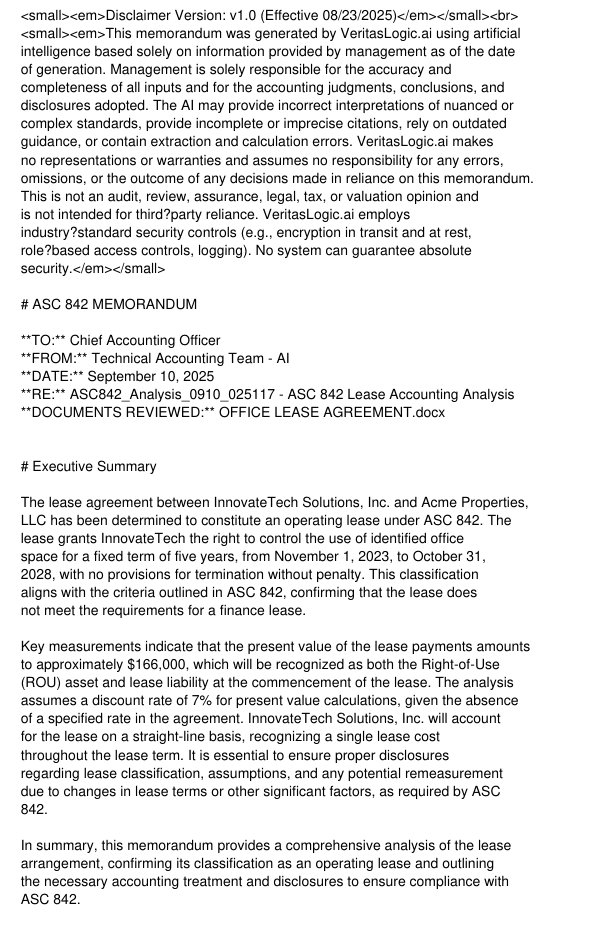 <small><em>Disclaimer Version: v1.0 (Effective 08/23/2025)</em></small><br>
<small><em>This memorandum was generated by VeritasLogic.ai using artificial
intelligence based solely on information provided by management as of the date
of generation. Management is solely responsible for the accuracy and
completeness of all inputs and for the accounting judgments, conclusions, and
disclosures adopted. The AI may provide incorrect interpretations of nuanced or
complex standards, provide incomplete or imprecise citations, rely on outdated
guidance, or contain extraction and calculation errors. VeritasLogic.ai makes
no representations or warranties and assumes no responsibility for any errors,
omissions, or the outcome of any decisions made in reliance on this memorandum.
This is not an audit, review, assurance, legal, tax, or valuation opinion and
is not intended for third?party reliance. VeritasLogic.ai employs
industry?standard security controls (e.g., encryption in transit and at rest,
role?based access controls, logging). No system can guarantee absolute
security.</em></small>
# ASC 842 MEMORANDUM
**TO:** Chief Accounting Officer
**FROM:** Technical Accounting Team - AI
**DATE:** September 10, 2025
**RE:** ASC842_Analysis_0910_025117 - ASC 842 Lease Accounting Analysis
**DOCUMENTS REVIEWED:** OFFICE LEASE AGREEMENT.docx
# Executive Summary
The lease agreement between InnovateTech Solutions, Inc. and Acme Properties,
LLC has been determined to constitute an operating lease under ASC 842. The
lease grants InnovateTech the right to control the use of identified office
space for a fixed term of five years, from November 1, 2023, to October 31,
2028, with no provisions for termination without penalty. This classification
aligns with the criteria outlined in ASC 842, confirming that the lease does
not meet the requirements for a finance lease.
Key measurements indicate that the present value of the lease payments amounts
to approximately $166,000, which will be recognized as both the Right-of-Use
(ROU) asset and lease liability at the commencement of the lease. The analysis
assumes a discount rate of 7% for present value calculations, given the absence
of a specified rate in the agreement. InnovateTech Solutions, Inc. will account
for the lease on a straight-line basis, recognizing a single lease cost
throughout the lease term. It is essential to ensure proper disclosures
regarding lease classification, assumptions, and any potential remeasurement
due to changes in lease terms or other significant factors, as required by ASC
842.
In summary, this memorandum provides a comprehensive analysis of the lease
arrangement, confirming its classification as an operating lease and outlining
the necessary accounting treatment and disclosures to ensure compliance with
ASC 842.